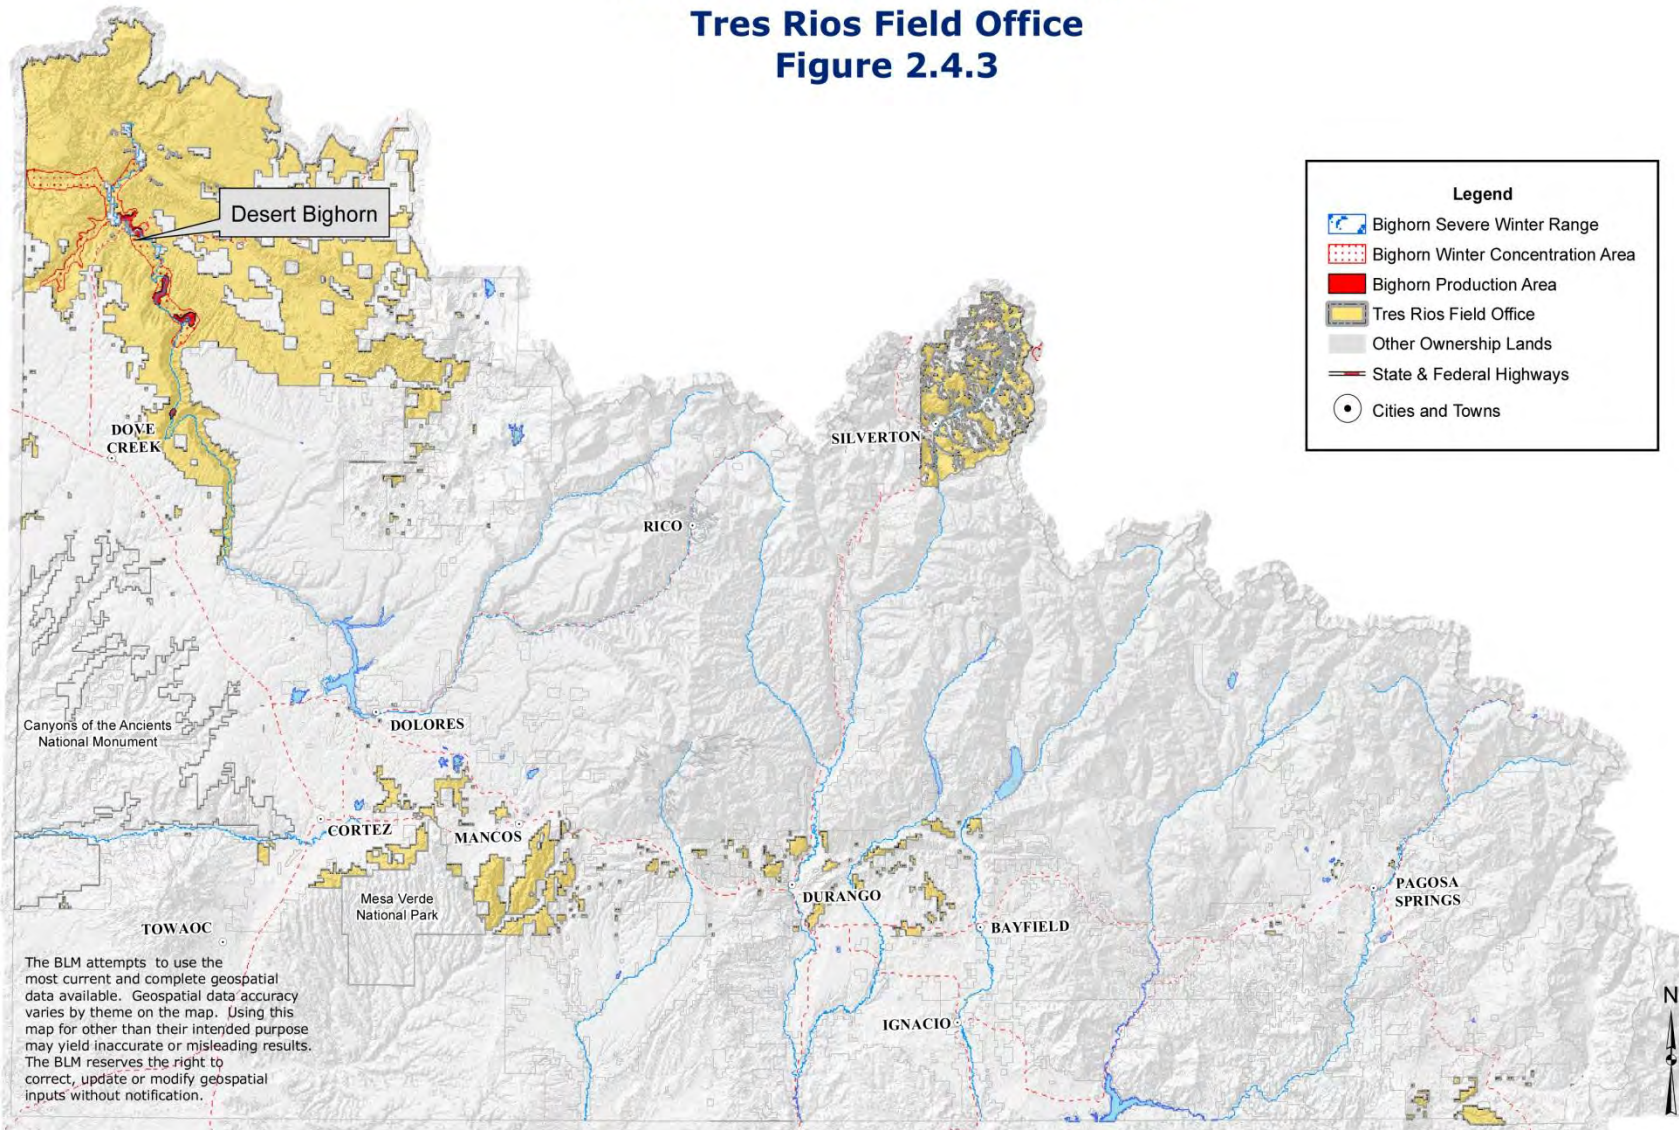 Tres Rios Field Office
Figure 2.4.3
Desert Bighorn
Legend
Bighorn Severe Winter Range
Bighorn Winter Concentration Area
Bighorn Production Area
Tres Rios Field Office
Other Ownership Lands
State & Federal Highways
Cities and Towns
DOVE
CREEK
SILVERTON
RICO
Canyons of the Ancients
National Monument
DOLORES
CORTEZ
MANCOS
Mesa Verde
National Park
DURANGO
PAGOSA
SPRINGS
BAYFIELD
TOWAOC
IGNACIO
The BLM attempts to use the
most current and complete geospatial
data available. Geospatial data accuracy
varies by theme on the map. Using this
map for other than their intended purpose
may yield inaccurate or misleading results.
The BLM reserves the right to
correct, update or modify geospatial
inputs without notification.
N